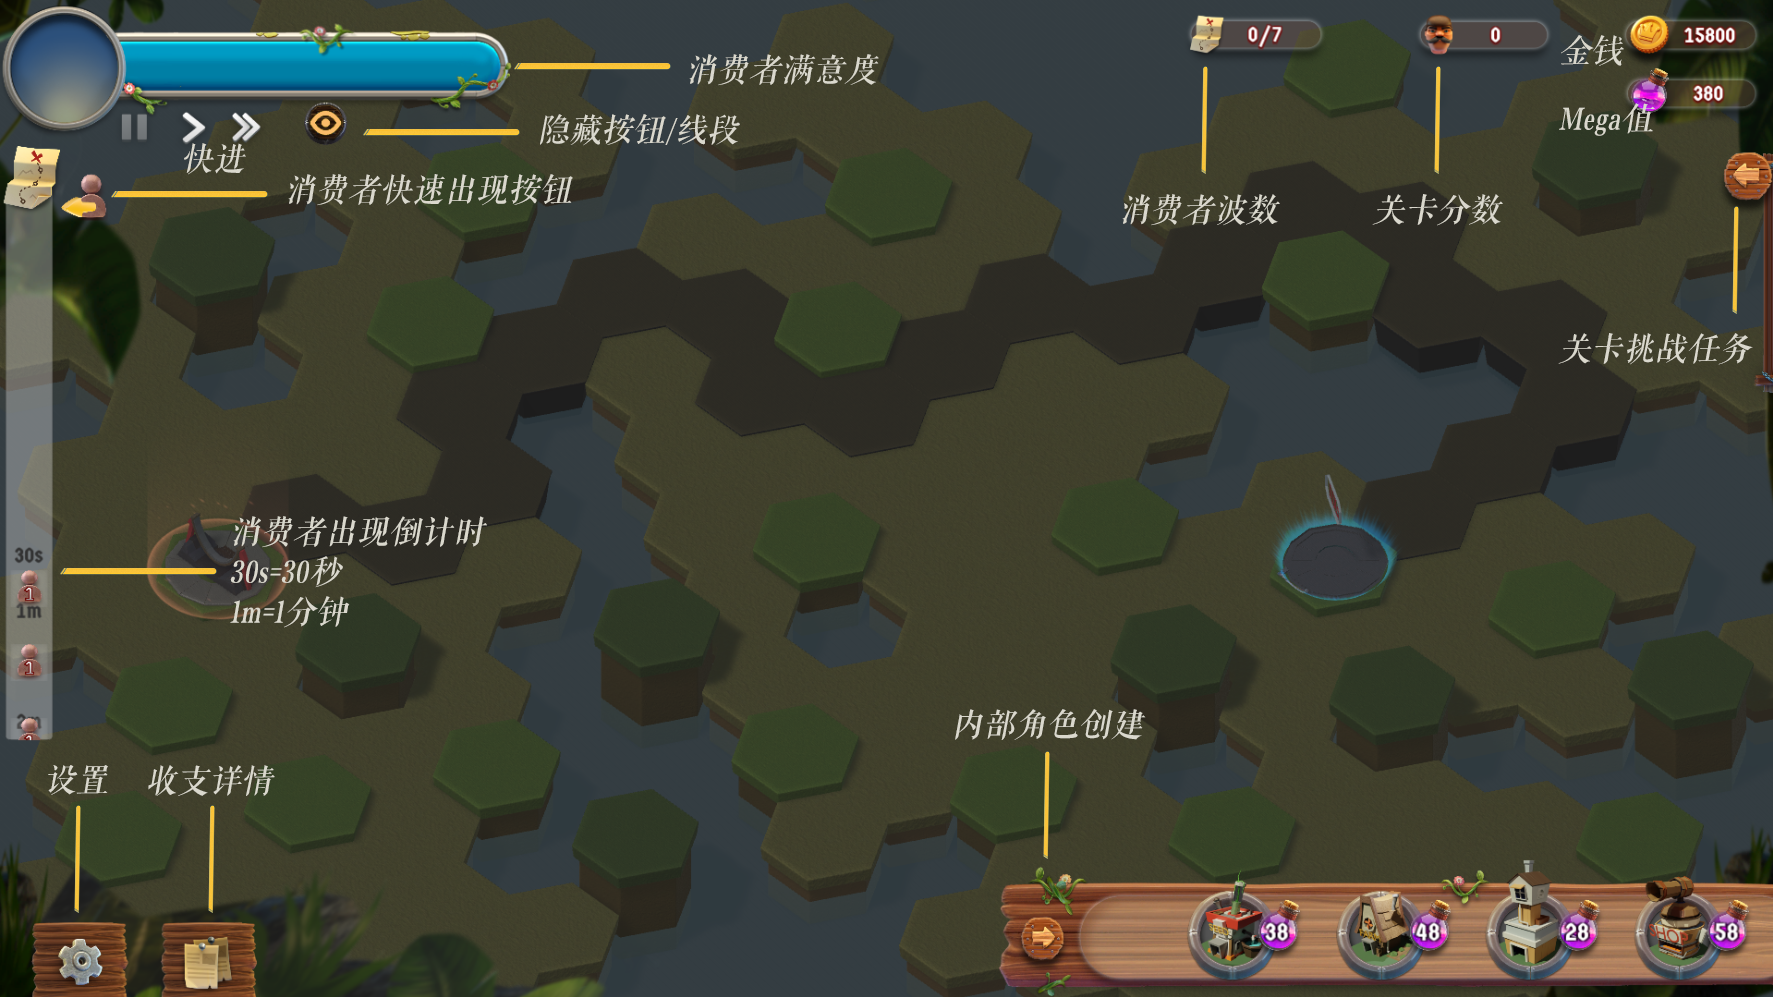 消费者满意度
0/7
0
金钱
15800
380
Mega值
隐藏按钮/线段
快进
消费者快速出现按钮
消费者波数
关卡分数
关卡挑战任务
消费者出现倒计时
30s=30秒
1m=1分钟
30s
1
1m
1
2m
设置
收支详情
内部角色创建
SHOP
38
48
28
58